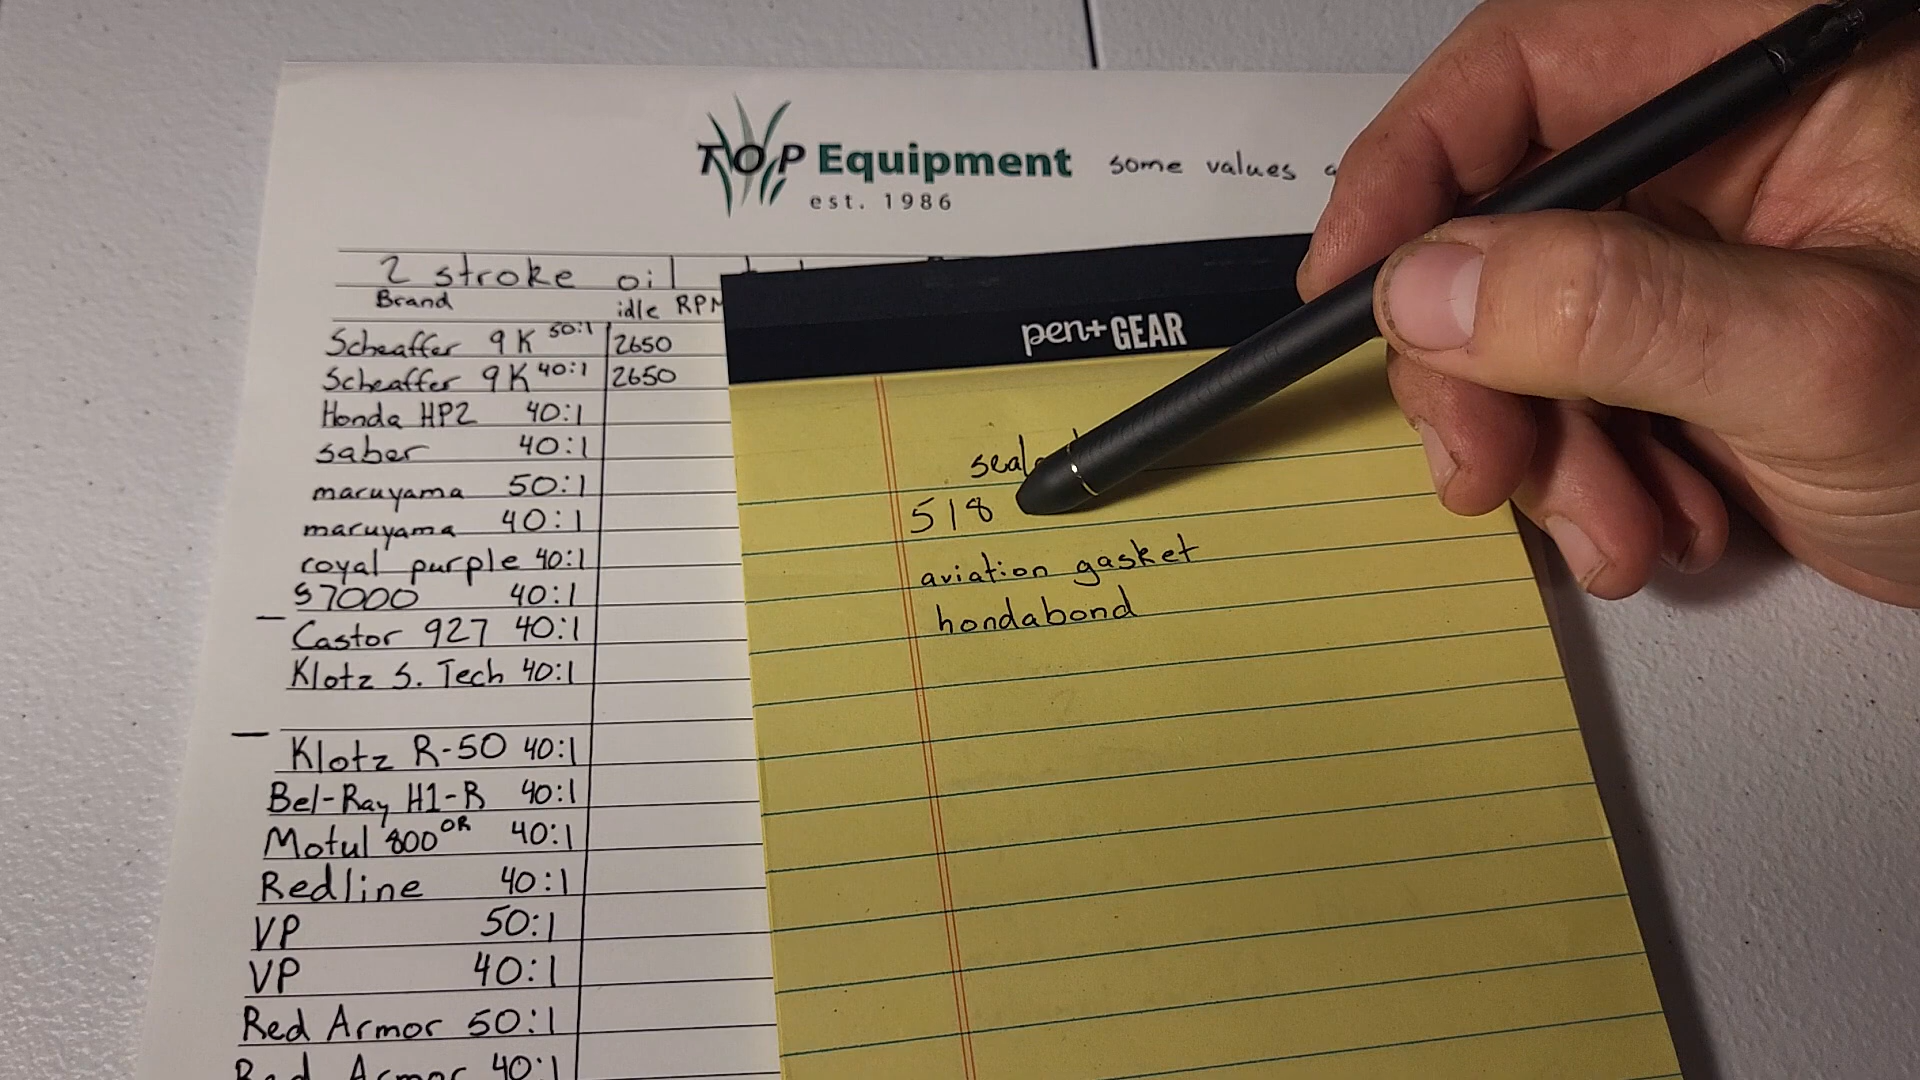 TOP Equipment some values
est. 1986
2 stroke oil
Brand idle RPM
Scheaffer 9K 50:1 2650
Scheaffer 9K 40:1 2650
Honda HP2 40:1
saber 40:1
maruyama 50:1
maruyama 40:1
royal purple 40:1
S7000 40:1
Castor 927 40:1
Klotz S. Tech 40:1
Klotz R-50 40:1
Bel-Ray H1-R 40:1
Motul 800 OR 40:1
Redline 40:1
VP 50:1
VP 40:1
Red Armor 50:1
Red Armor 40:1
pen+GEAR
518
aviation gasket
hondabond